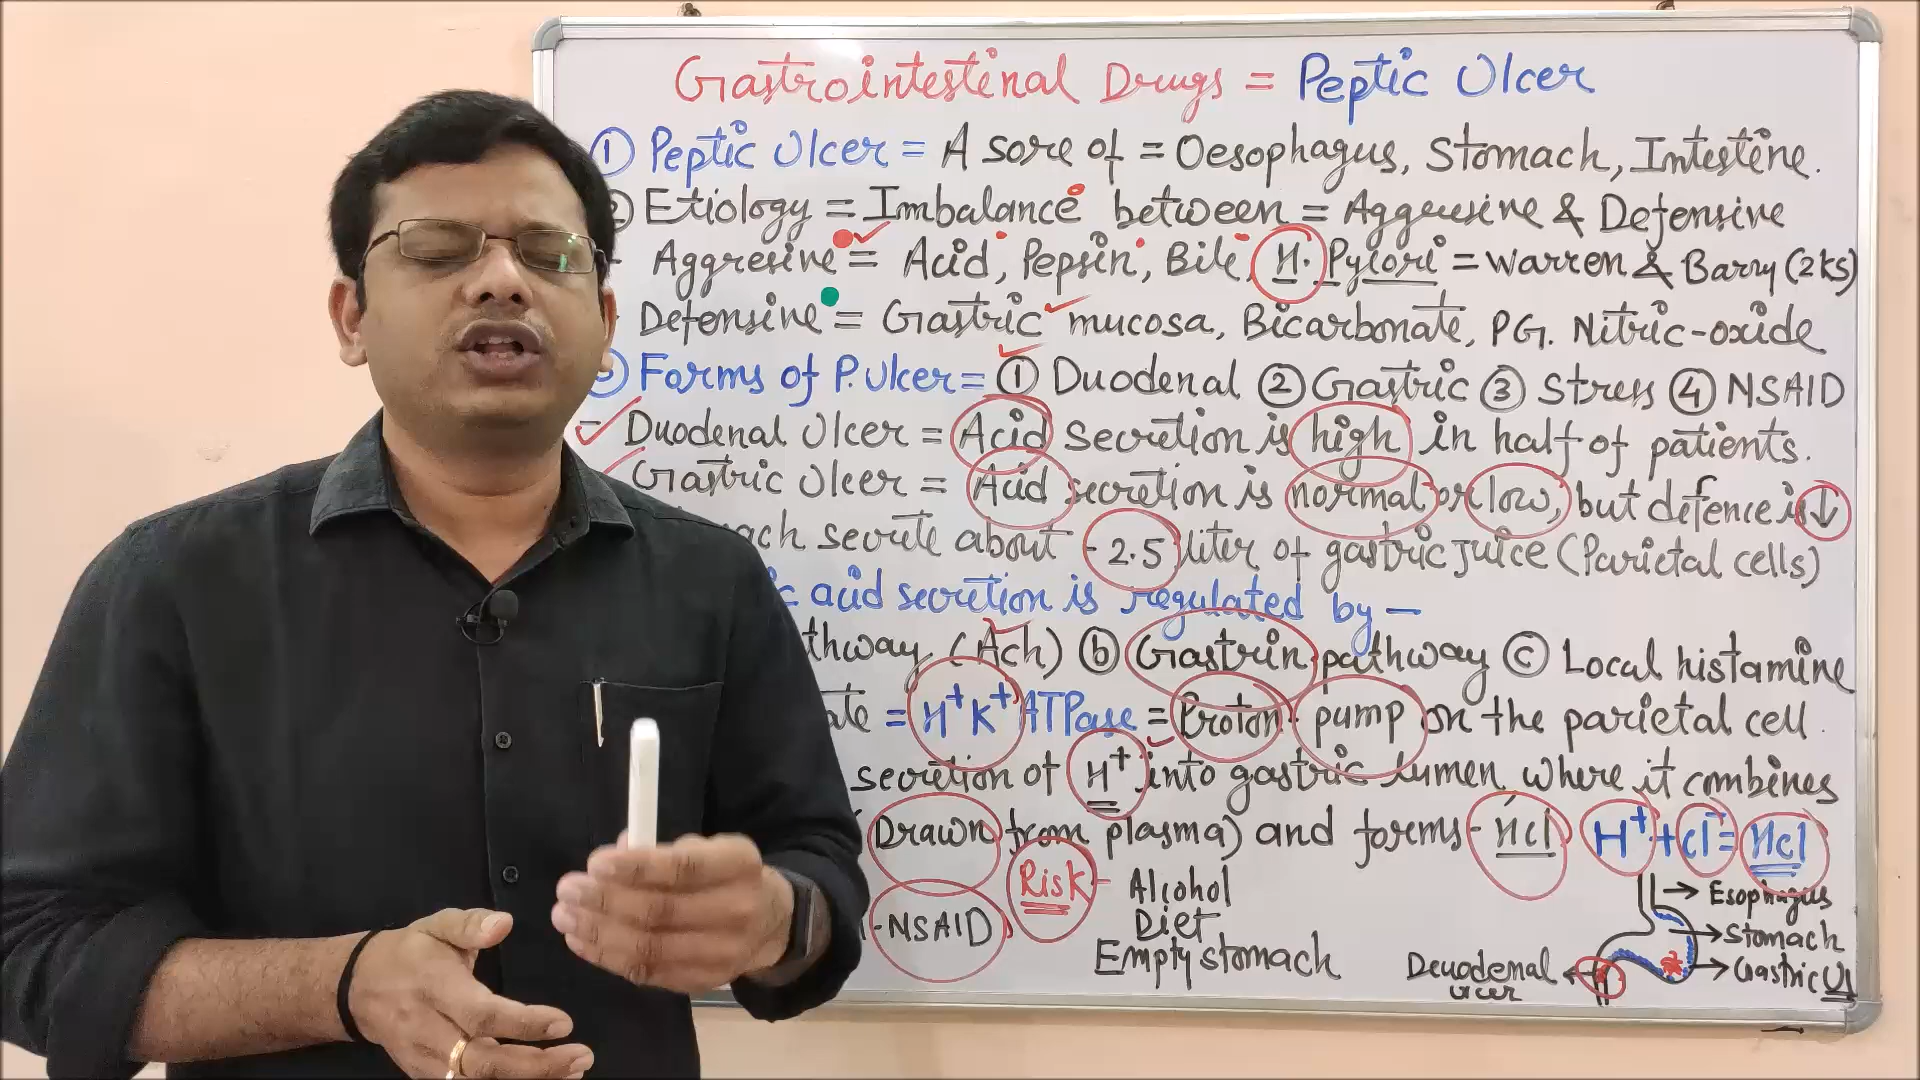 Gastrointestinal Drugs = Peptic Ulcer
① Peptic Ulcer = A sore of = Oesophagus, Stomach, Intestine.
Etiology = Imbalance between = Aggresive & Defensive
Aggresive = Acid, Pepsin, Bile, H. Pylori = Warren & Barry (2ks)
Defensive = Gastric mucosa, Bicarbonate, PG. Nitric-oxide
Forms of P. Ulcer = ① Duodenal ② Gastric ③ Stress ④ NSAID
- Duodenal Ulcer = Acid secretion is high in half of patients.
Gastric Ulcer = Acid secretion is normal or low, but defence is ↓
ach secrete about - 2.5 liter of gastric juice (Parietal cells)
c acid secretion is regulated by -
thway (Ach) ⓑ Gastrin pathway ⓒ Local histamine
ate = H+ K+ ATPase = Proton - pump on the parietal cell
secretion of H+ into gastric lumen where it combines
(Drawn from plasma) and forms - Hcl H+ + cl- = Hcl
-NSAID Risk - Alcohol
Diet
Empty stomach
Esophagus
Stomach
Gastric Ul
Deuodenal
ulcer